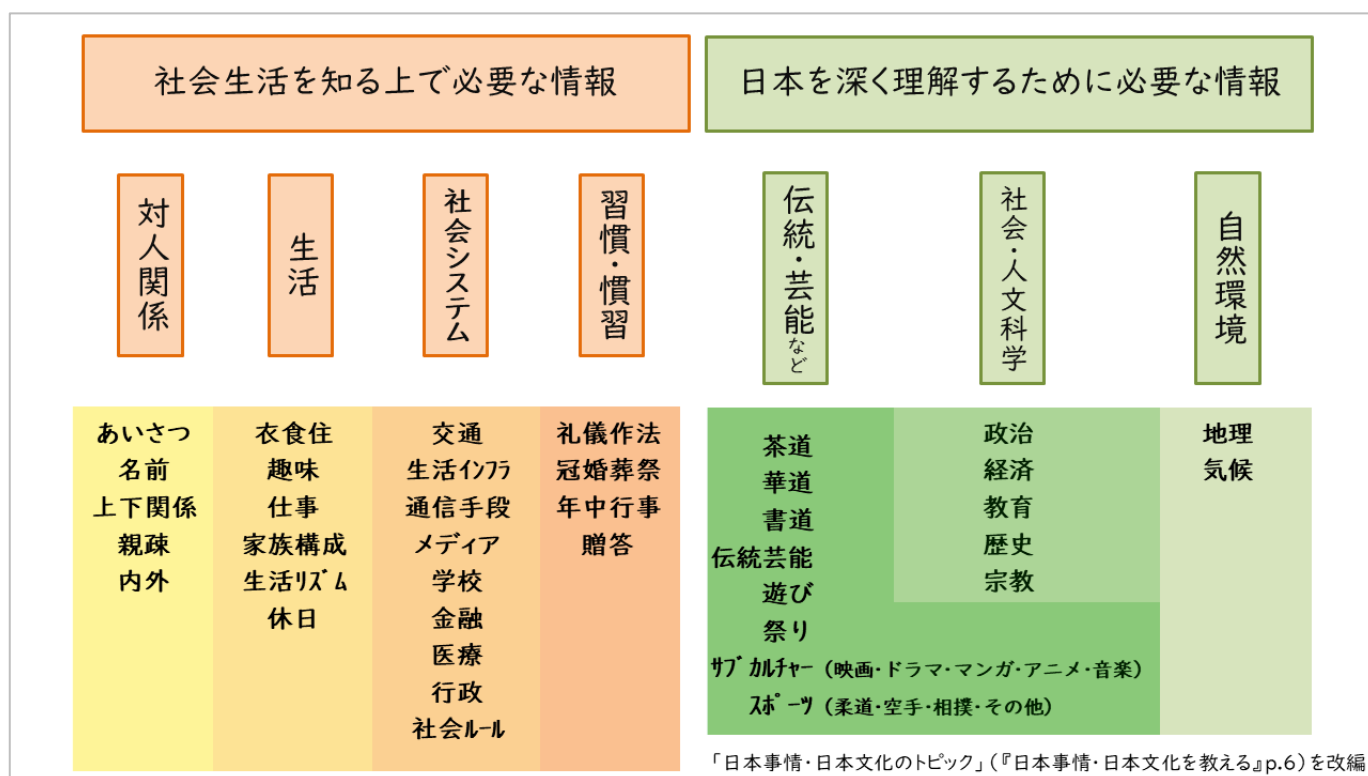 社会生活を知る上で必要な情報
日本を深く理解するために必要な情報
対人関係
生活
社会システム
習慣・慣習
伝統・芸能など
社会・人文科学
自然環境
あいさつ
名前
上下関係
親疎
内外
衣食住
趣味
仕事
家族構成
生活リズム
休日
交通
生活インフラ
通信手段
メディア
学校
金融
医療
行政
社会ルール
礼儀作法
冠婚葬祭
年中行事
贈答
茶道
華道
書道
伝統芸能
遊び
祭り
サブカルチャー（映画・ドラマ・マンガ・アニメ・音楽）
スポーツ（柔道・空手・相撲・その他）
政治
経済
教育
歴史
宗教
地理
気候
「日本事情・日本文化のトピック」（『日本事情・日本文化を教える』p.6）を改編